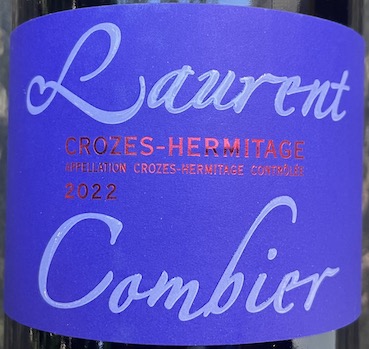 Laurent
CROZES-HERMITAGE
APPELLATION CROZES-HERMITAGE CONTRÔLÉE
2022
Combier